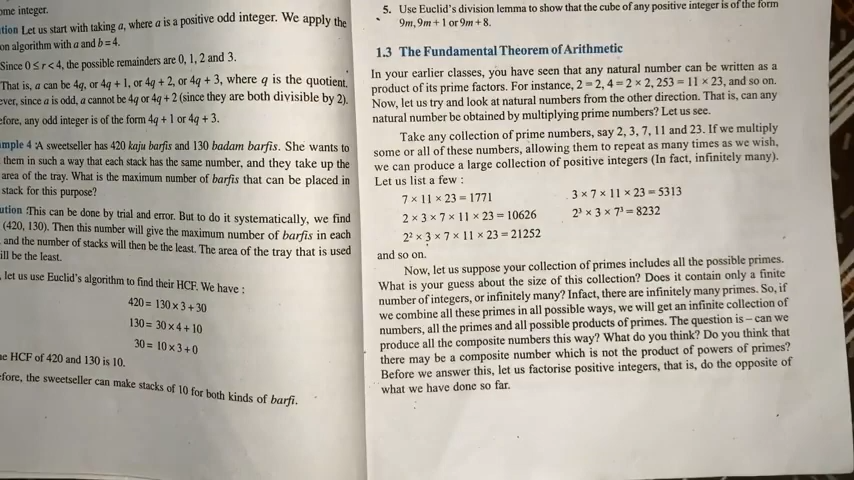 ome integer.
tion Let us start with taking a, where a is a positive odd integer. We apply the
on algorithm with a and b = 4.
Since 0 ≤ r < 4, the possible remainders are 0, 1, 2 and 3.
That is, a can be 4q, or 4q + 1, or 4q + 2, or 4q + 3, where q is the quotient.
ever, since a is odd, a cannot be 4q or 4q + 2 (since they are both divisible by 2).
efore, any odd integer is of the form 4q + 1 or 4q + 3.
mple 4 : A sweetseller has 420 kaju barfis and 130 badam barfis. She wants to
them in such a way that each stack has the same number, and they take up the
area of the tray. What is the maximum number of barfis that can be placed in
stack for this purpose?
ution : This can be done by trial and error. But to do it systematically, we find
(420, 130). Then this number will give the maximum number of barfis in each
and the number of stacks will then be the least. The area of the tray that is used
ill be the least.
, let us use Euclid's algorithm to find their HCF. We have :
420 = 130 × 3 + 30
130 = 30 × 4 + 10
30 = 10 × 3 + 0
he HCF of 420 and 130 is 10.
efore, the sweetseller can make stacks of 10 for both kinds of barfi.
5. Use Euclid's division lemma to show that the cube of any positive integer is of the form
9m, 9m + 1 or 9m + 8.
1.3 The Fundamental Theorem of Arithmetic
In your earlier classes, you have seen that any natural number can be written as a
product of its prime factors. For instance, 2 = 2, 4 = 2 × 2, 253 = 11 × 23, and so on.
Now, let us try and look at natural numbers from the other direction. That is, can any
natural number be obtained by multiplying prime numbers? Let us see.
Take any collection of prime numbers, say 2, 3, 7, 11 and 23. If we multiply
some or all of these numbers, allowing them to repeat as many times as we wish,
we can produce a large collection of positive integers (In fact, infinitely many).
Let us list a few :
7 × 11 × 23 = 1771 3 × 7 × 11 × 23 = 5313
2 × 3 × 7 × 11 × 23 = 10626 2³ × 3 × 7³ = 8232
2² × 3 × 7 × 11 × 23 = 21252
and so on.
Now, let us suppose your collection of primes includes all the possible primes.
What is your guess about the size of this collection? Does it contain only a finite
number of integers, or infinitely many? Infact, there are infinitely many primes. So, if
we combine all these primes in all possible ways, we will get an infinite collection of
numbers, all the primes and all possible products of primes. The question is – can we
produce all the composite numbers this way? What do you think? Do you think that
there may be a composite number which is not the product of powers of primes?
Before we answer this, let us factorise positive integers, that is, do the opposite of
what we have done so far.